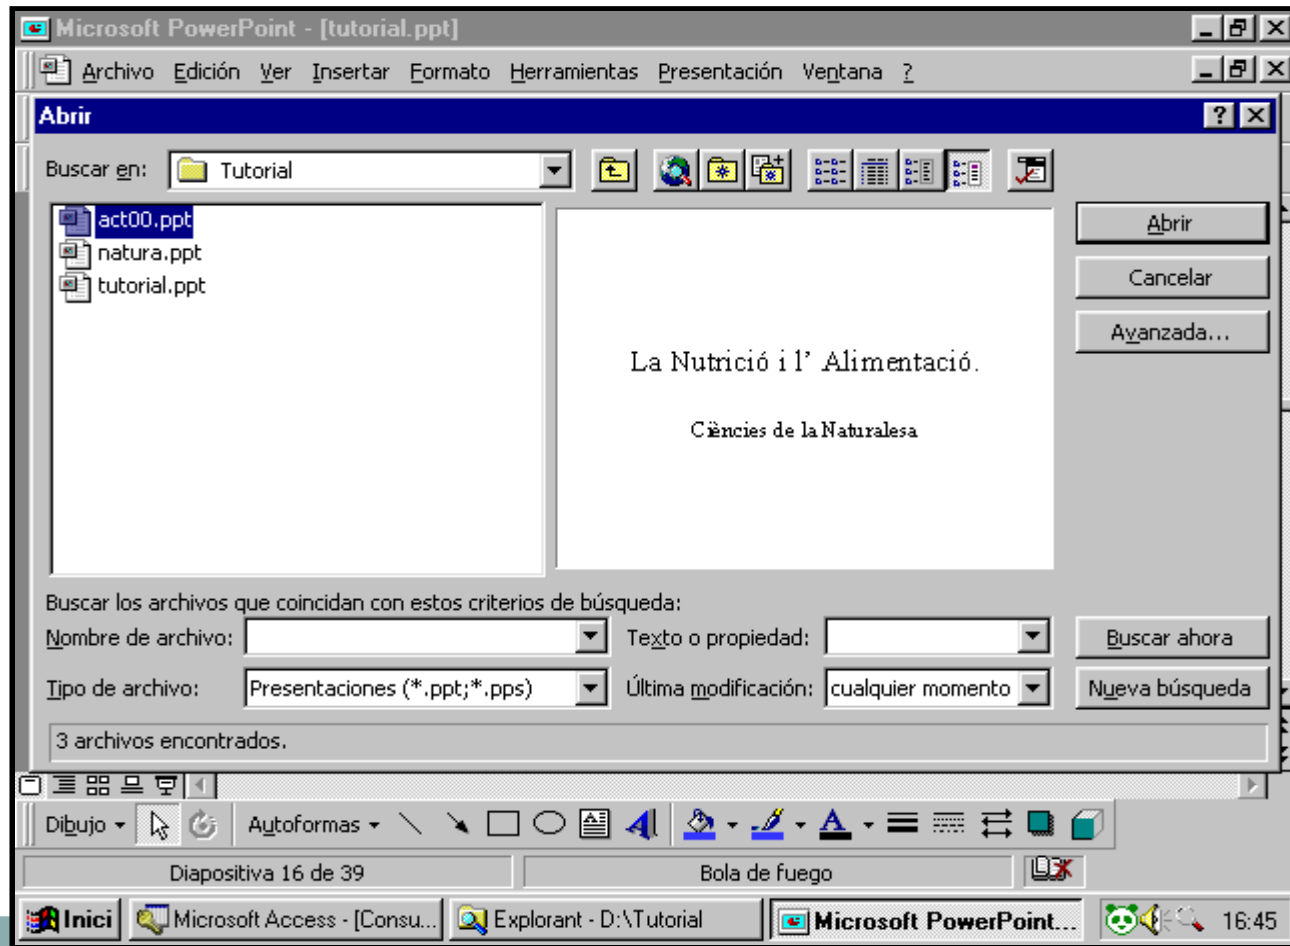 Microsoft PowerPoint - [tutorial.ppt]
Archivo Edición Ver Insertar Formato Herramientas Presentación Ventana ?
Abrir
Buscar en: Tutorial
act00.ppt
natura.ppt
tutorial.ppt
La Nutrició i l' Alimentació.
Ciències de la Naturalesa
Abrir
Cancelar
Avanzada...
Buscar los archivos que coincidan con estos criterios de búsqueda:
Nombre de archivo: Texto o propiedad: Buscar ahora
Tipo de archivo: Presentaciones (*.ppt;*.pps) Última modificación: cualquier momento Nueva búsqueda
3 archivos encontrados.
Dibujo Autoformas
Diapositiva 16 de 39 Bola de fuego
Inici Microsoft Access - [Consu... Explorant - D:\Tutorial Microsoft PowerPoint... 16:45